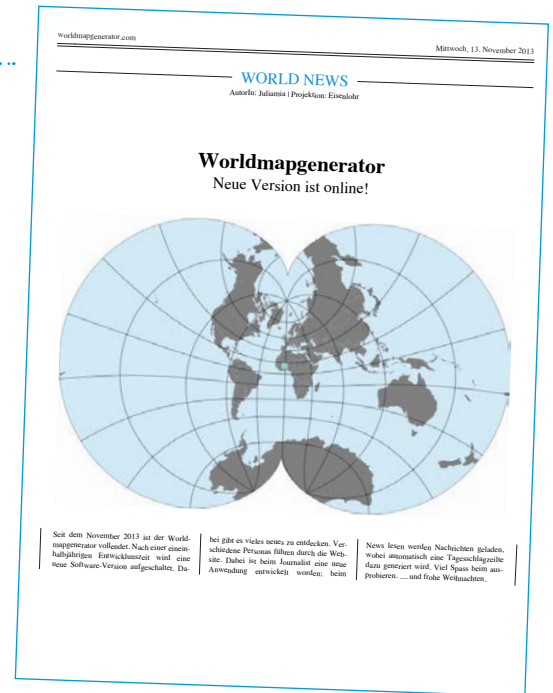 worldmapgenerator.com
Mittwoch, 13. November 2013
WORLD NEWS
AutorIn: Juliamia | Projektion: Eisenlohr
Worldmapgenerator
Neue Version ist online!
Seit dem November 2013 ist der World-
mapgenerator vollendet. Nach einer einein-
halbjährigen Entwicklunszeit wird eine
neue Software-Version aufgeschaltet. Da-
bei gibt es vieles neues zu entdecken. Ver-
schiedene Personas führen durch die Web-
site. Dabei ist beim Journalist eine neue
Anwendung entwickelt worden; beim
News lesen werden Nachrichten geladen,
wobei automatisch eine Tagesschlagzeilte
dazu generiert wird. Viel Spass beim aus-
probieren. .... und frohe Weihnachten.